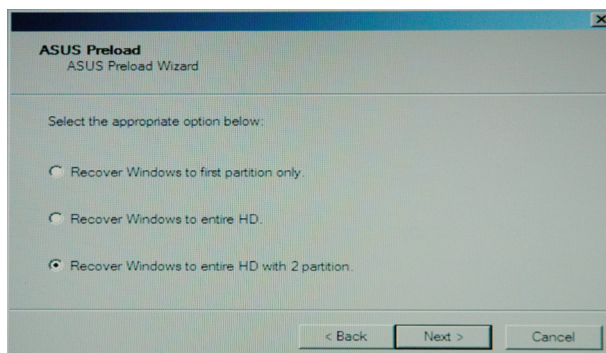 ASUS Preload
ASUS Preload Wizard
Select the appropriate option below:
Recover Windows to first partition only.
Recover Windows to entire HD.
Recover Windows to entire HD with 2 partition.
< Back Next > Cancel